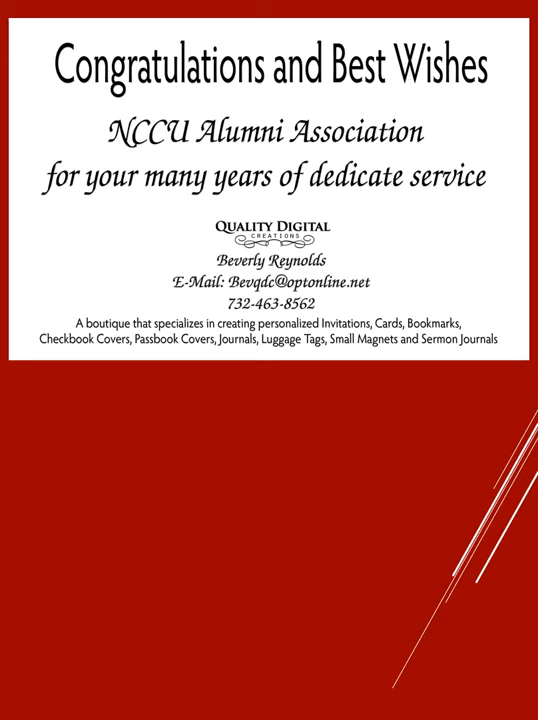 Congratulations and Best Wishes
NCCU Alumni Association
for your many years of dedicate service
QUALITY DIGITAL
CREATIONS
Beverly Reynolds
E-Mail: Bevqdc@optonline.net
732-463-8562
A boutique that specializes in creating personalized Invitations, Cards, Bookmarks,
Checkbook Covers, Passbook Covers, Journals, Luggage Tags, Small Magnets and Sermon Journals